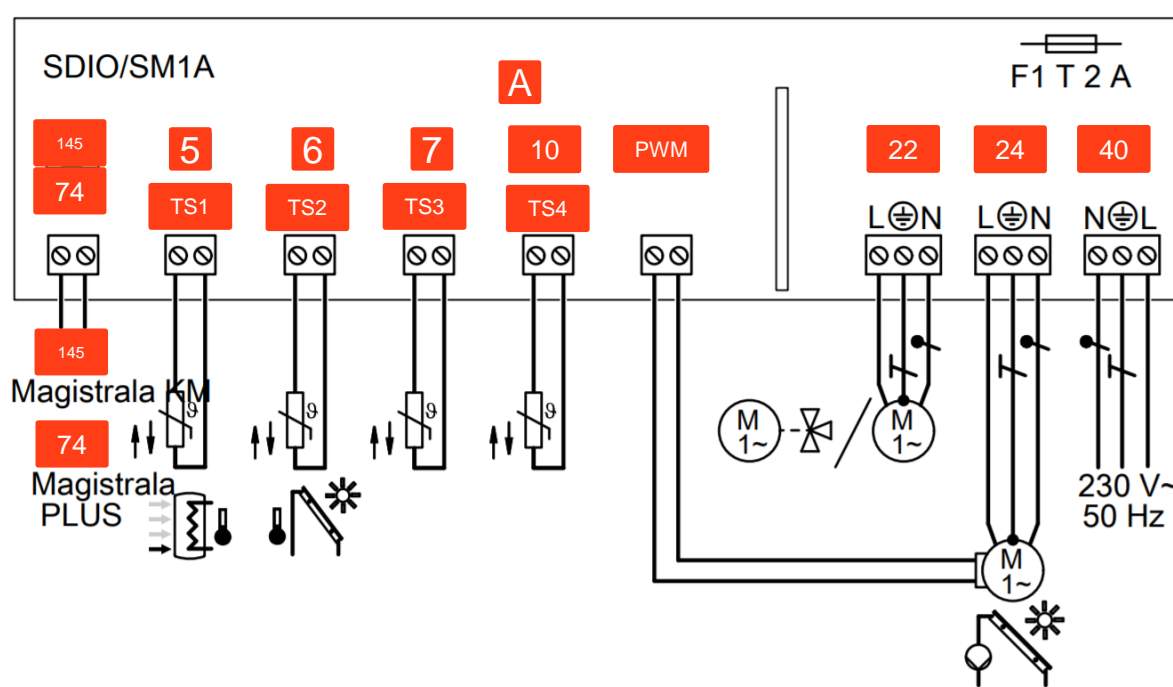 SDIO/SM1A
F1 T 2 A
A
145
5
6
7
10
PWM
22
24
40
74
TS1
TS2
TS3
TS4
L N
L N
N L
145
Magistrala KM
74
Magistrala
PLUS
ϑ
ϑ
ϑ
ϑ
M
1~
M
1~
230 V~
50 Hz
M
1~